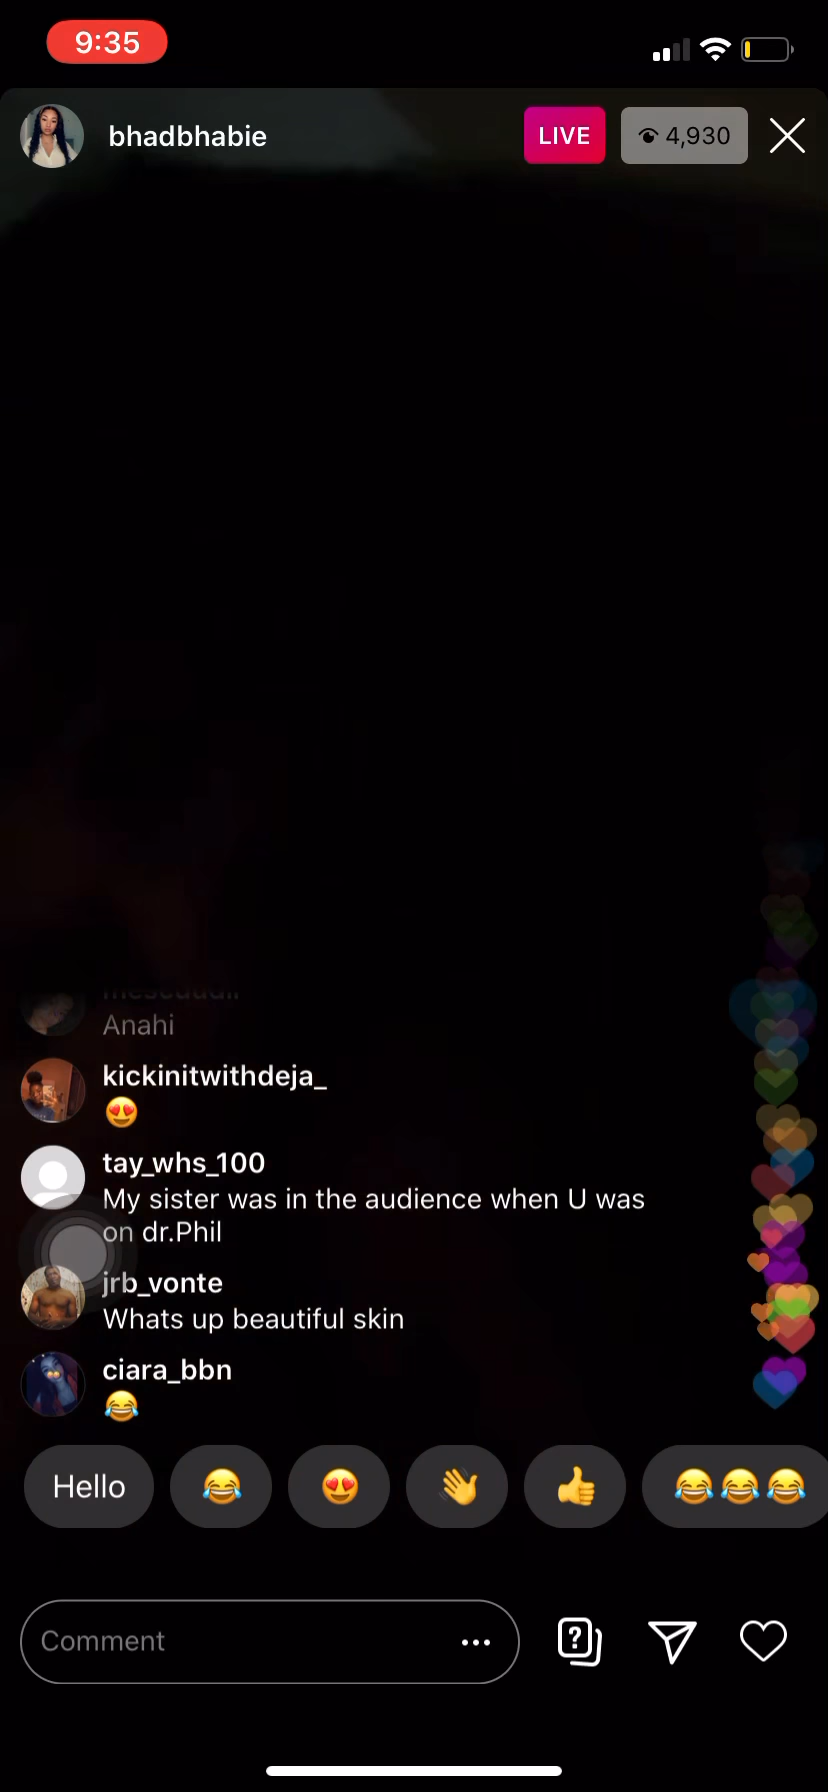 9:35
bhadbhabie
LIVE
4,930
Anahi
kickinitwithdeja_
😍
tay_whs_100
My sister was in the audience when U was
on dr.Phil
jrb_vonte
Whats up beautiful skin
ciara_bbn
😂
Hello 😂 😍 👋 👍 😂😂😂
Comment